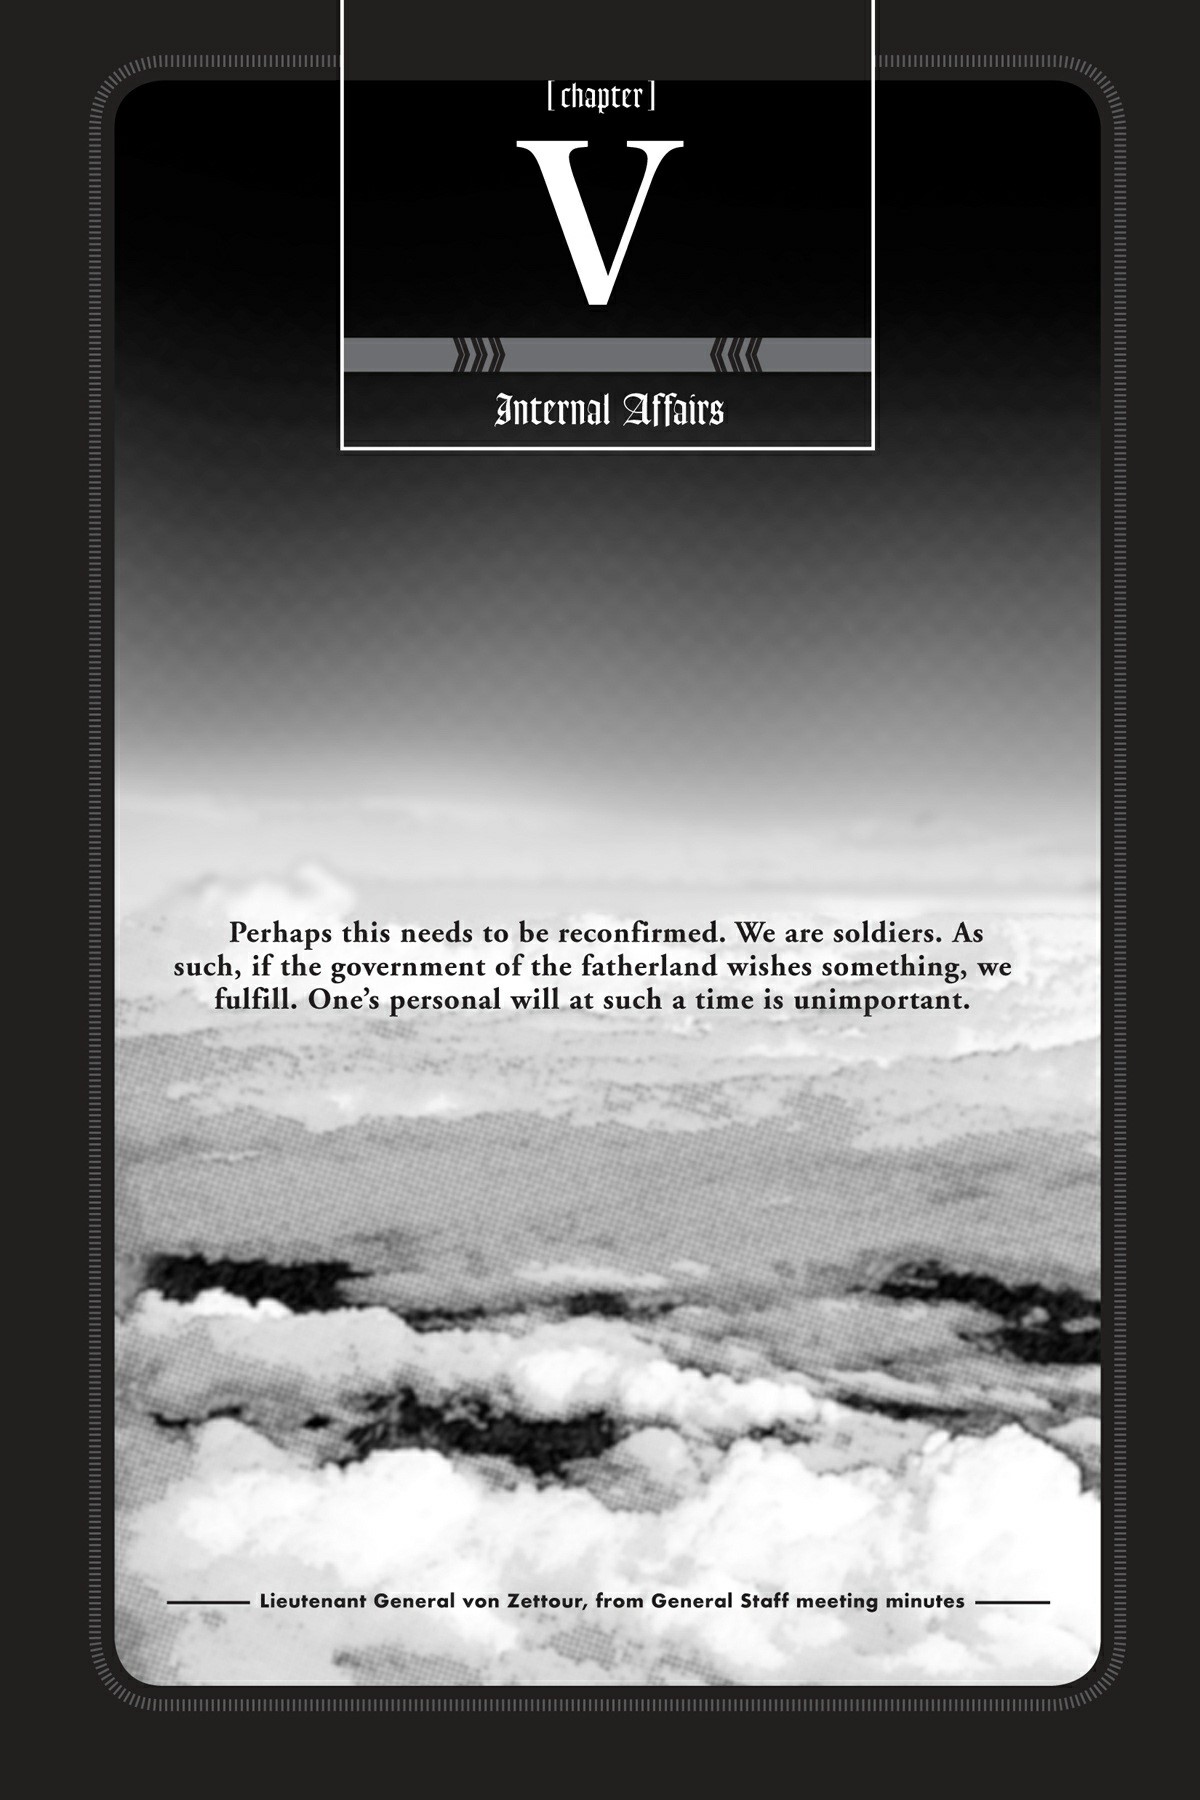 [chapter]
V
Internal Affairs
Perhaps this needs to be reconfirmed. We are soldiers. As
such, if the government of the fatherland wishes something, we
fulfill. One’s personal will at such a time is unimportant.
Lieutenant General von Zettour, from General Staff meeting minutes